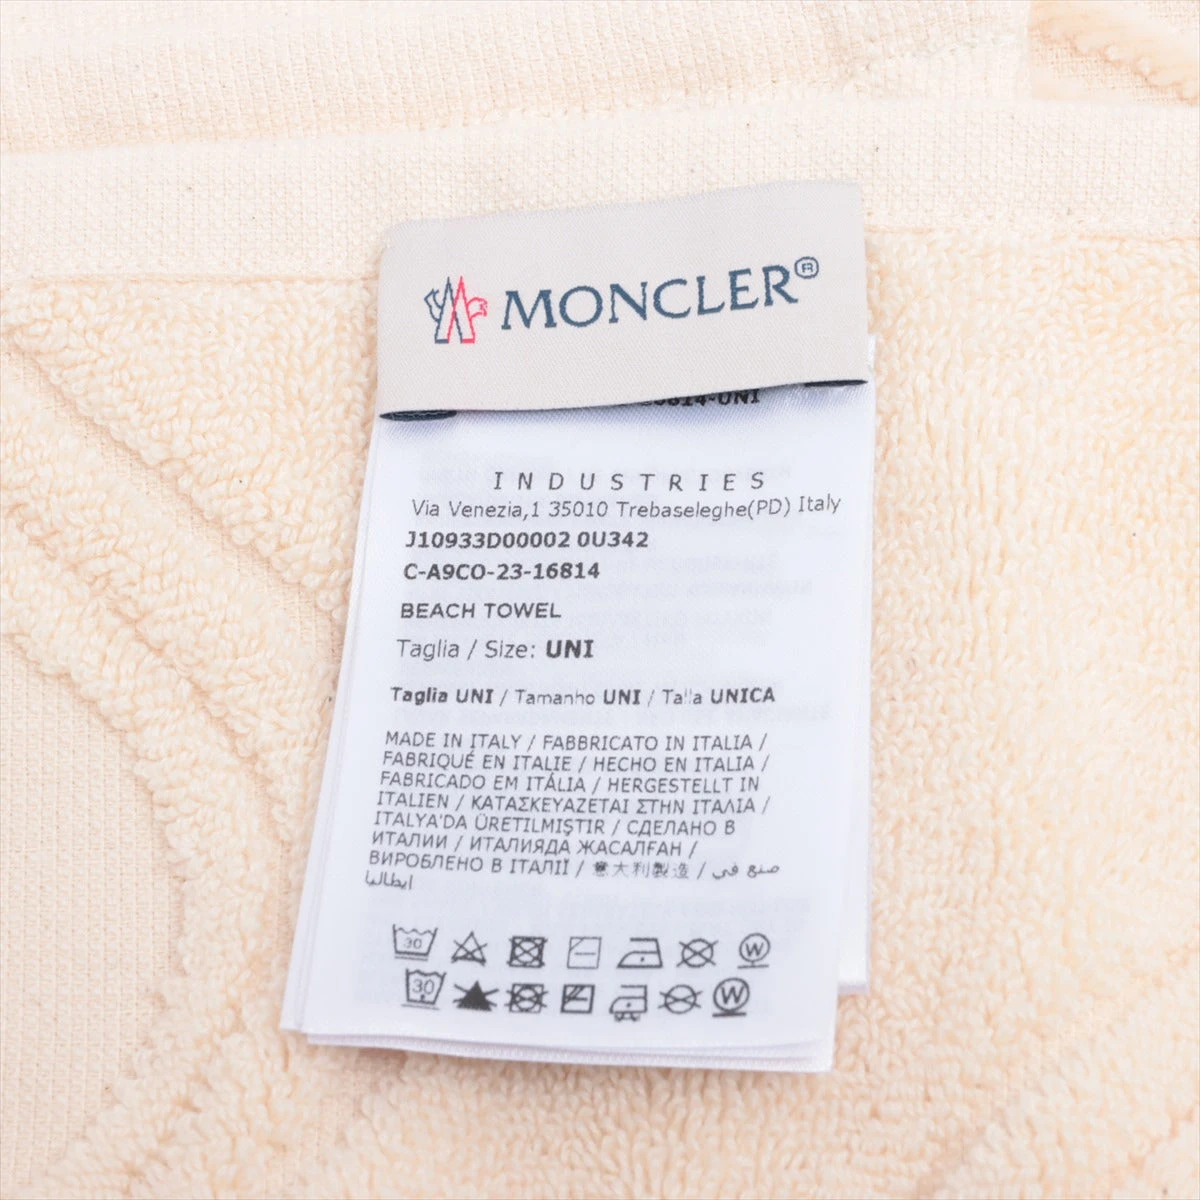 MONCLER®
INDUSTRIES
Via Venezia,1 35010 Trebaseleghe(PD) Italy
J10933D00002 0U342
C-A9CO-23-16814
BEACH TOWEL
Taglia / Size: UNI
Taglia UNI / Tamanho UNI / Talla UNICA
MADE IN ITALY / FABBRICATO IN ITALIA /
FABRIQUÉ EN ITALIE / HECHO EN ITALIA /
FABRICADO EM ITÁLIA / HERGESTELLT IN
ITALIEN / ΚΑΤΑΣΚΕΥΑΖΕΤΑΙ ΣΤΗΝ ΙΤΑΛΙΑ /
ITALYA'DA ÜRETILMIŞTIR / СДЕЛАНО В
ИТАЛИИ / ИТАЛИЯДА ЖАСАЛҒАН /
ВИРОБЛЕНО В ІТАЛІЇ / 意大利製造 / صنع في
ايطاليا
30 W
30 W